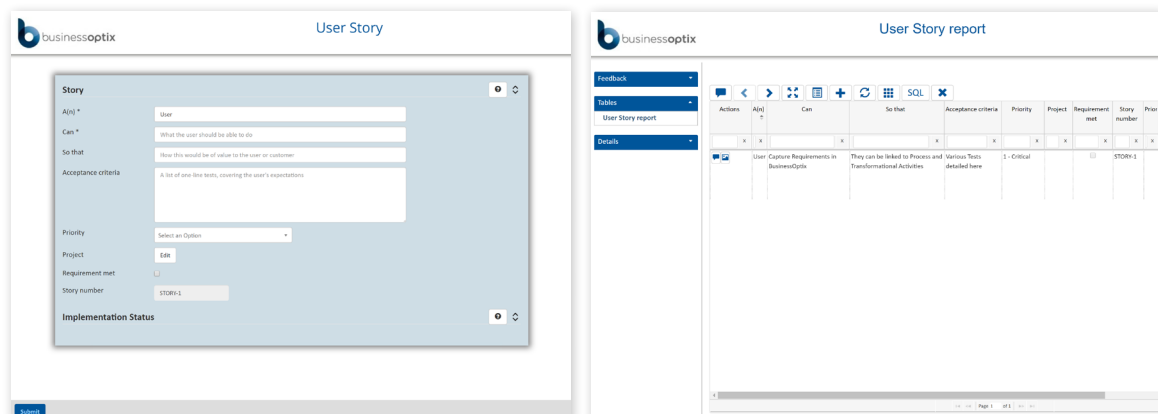 businessoptix
User Story
Story
A(n) *
User
Can *
What the user should be able to do
So that
How this would be of value to the user or customer
Acceptance criteria
A list of one-line tests, covering the user's expectations
Priority
Select an Option
Project
Edit
Requirement met
Story number
STORY-1
Implementation Status
Submit
businessoptix
User Story report
Feedback
Tables
User Story report
Details
SQL
Actions A(n) Can So that Acceptance criteria Priority Project Requirement met Story number Prior
x x x x x x x x x x
User Capture Requirements in BusinessOptix They can be linked to Process and Transformational Activities Various Tests detailed here 1 - Critical STORY-1
Page 1 of 1